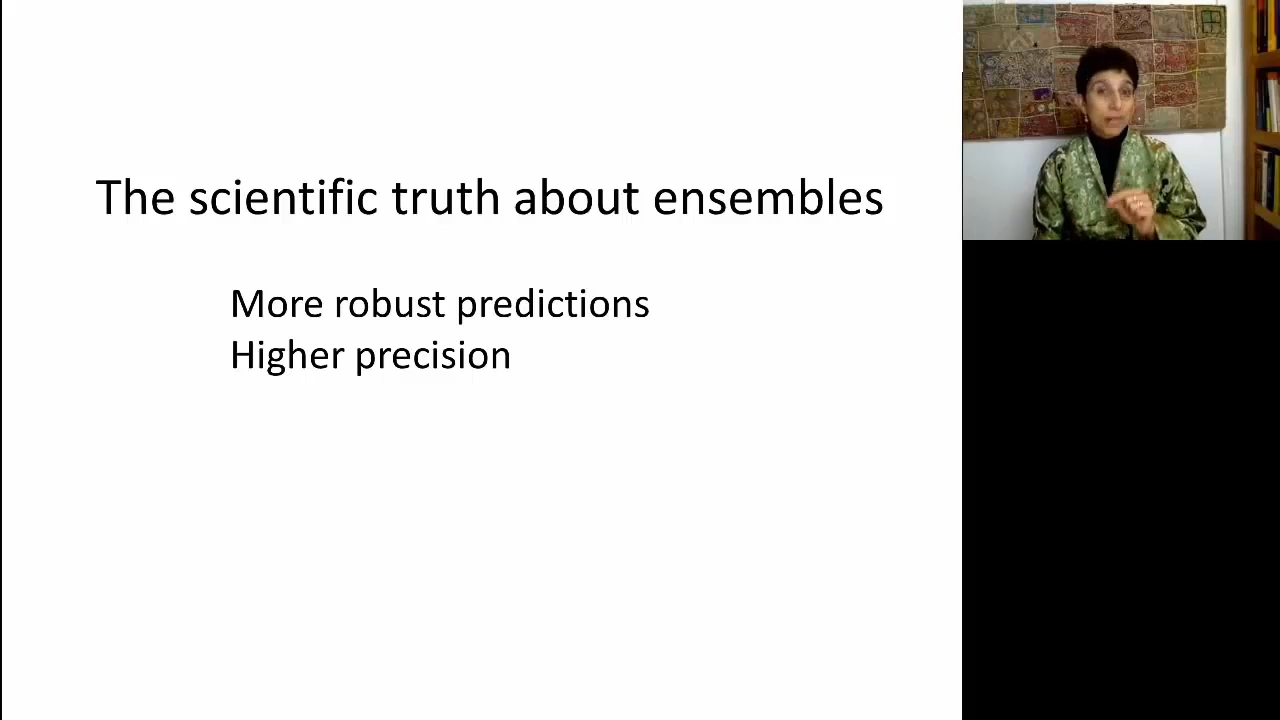 The scientific truth about ensembles
More robust predictions
Higher precision